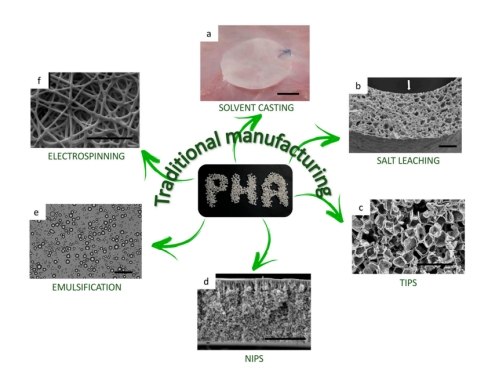 a
SOLVENT CASTING
b
SALT LEACHING
c
TIPS
d
NIPS
e
EMULSIFICATION
f
ELECTROSPINNING
Traditional manufacturing
PHA